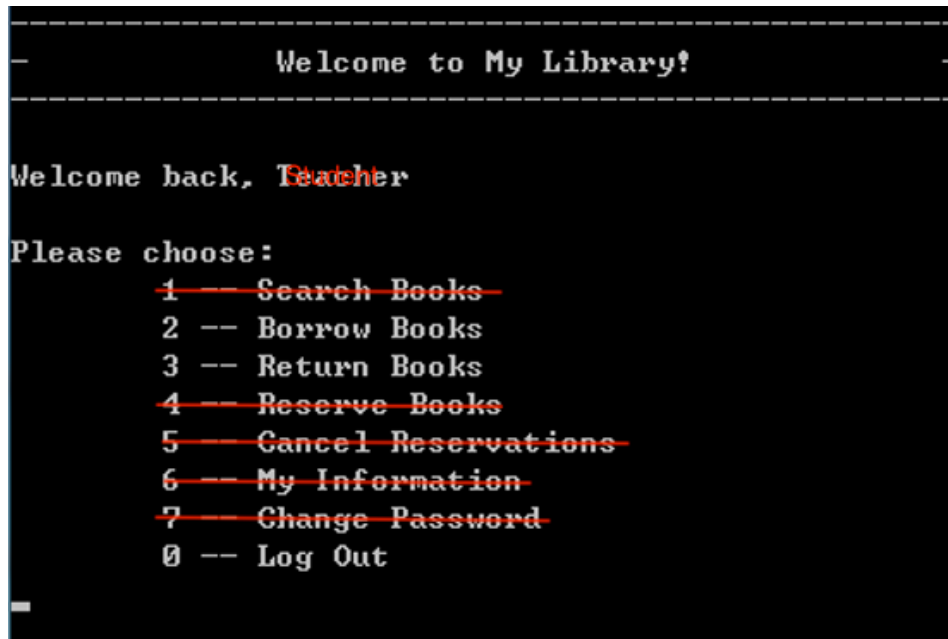 - Welcome to My Library! -
Welcome back, Teacher
Student
Please choose:
1 -- Search Books
2 -- Borrow Books
3 -- Return Books
4 -- Reserve Books
5 -- Cancel Reservations
6 -- My Information
7 -- Change Password
0 -- Log Out